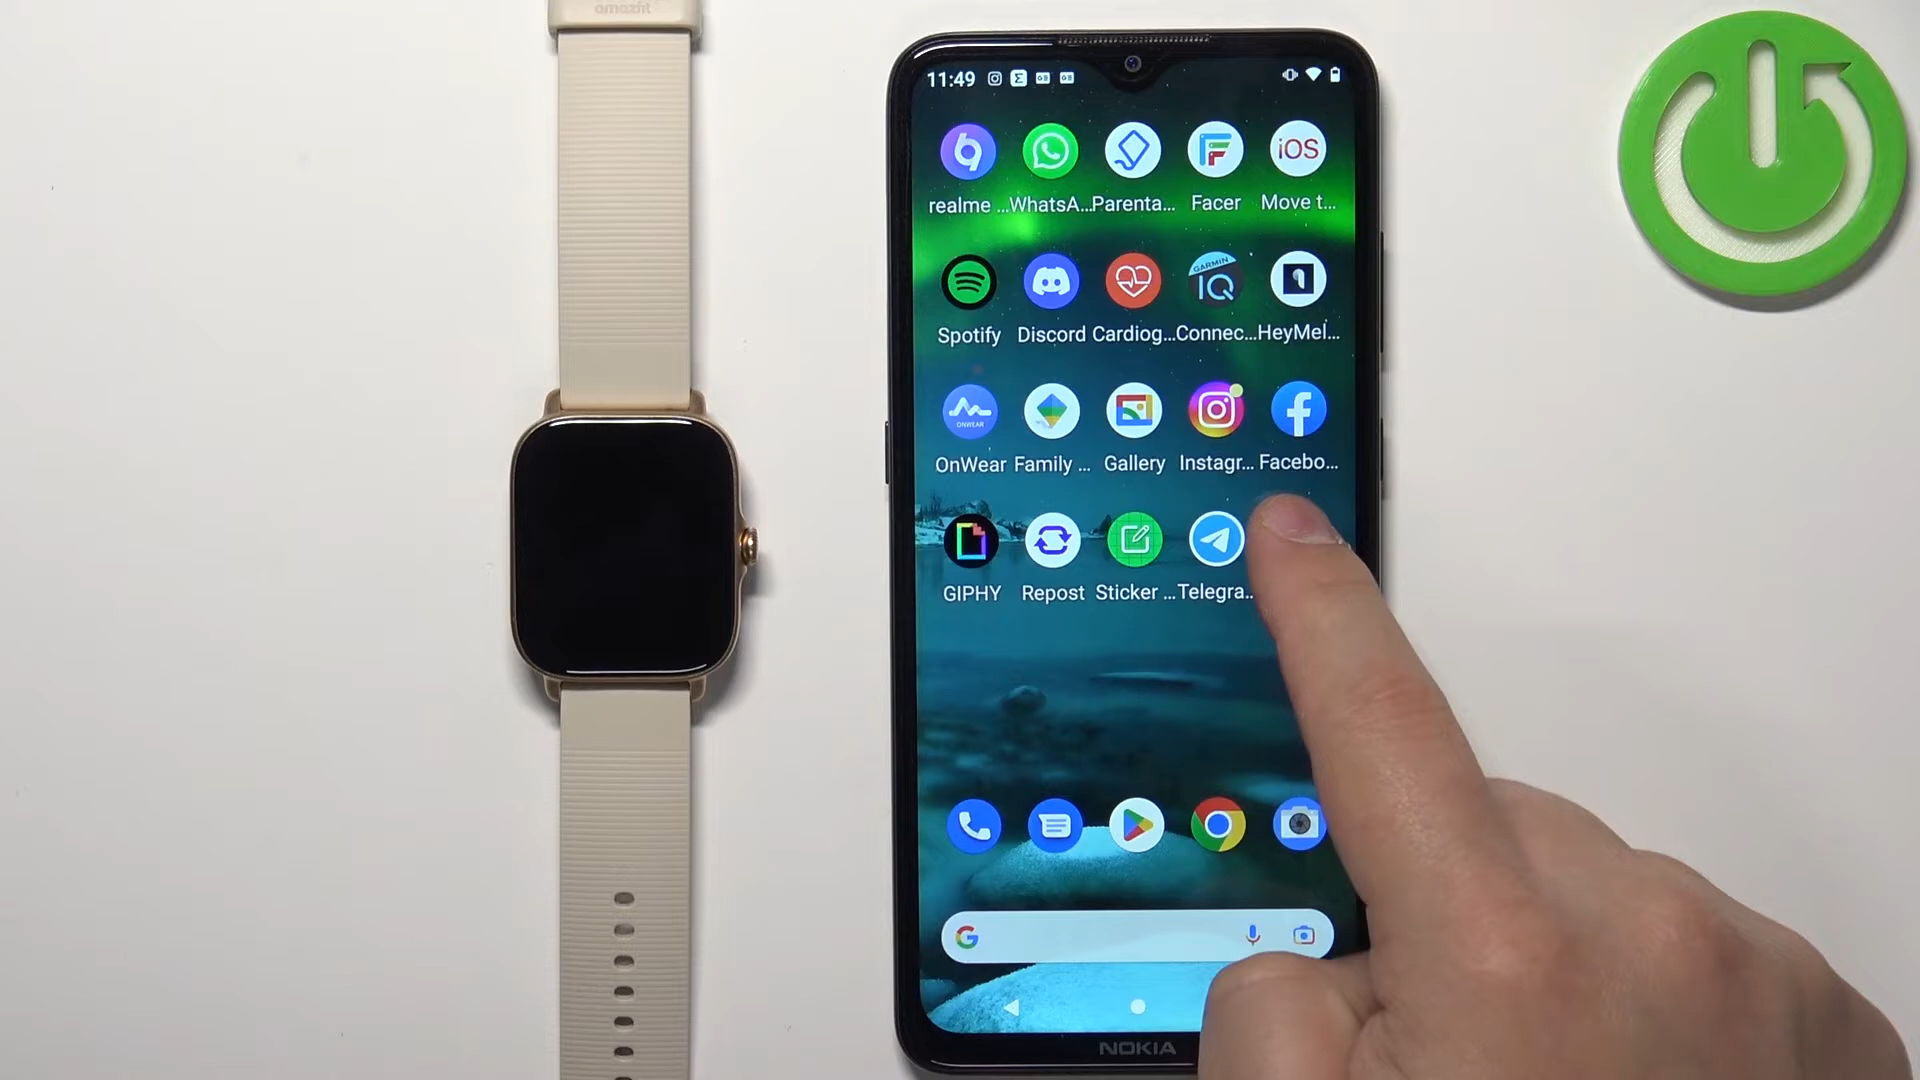 amazfit
11:49
iOS
realme ... WhatsA... Parenta... Facer Move t...
GARMIN
IQ
Spotify Discord Cardiog... Connec... HeyMel...
ONWEAR
OnWear Family ... Gallery Instagr... Facebo...
GIPHY Repost Sticker ... Telegra...
NOKIA